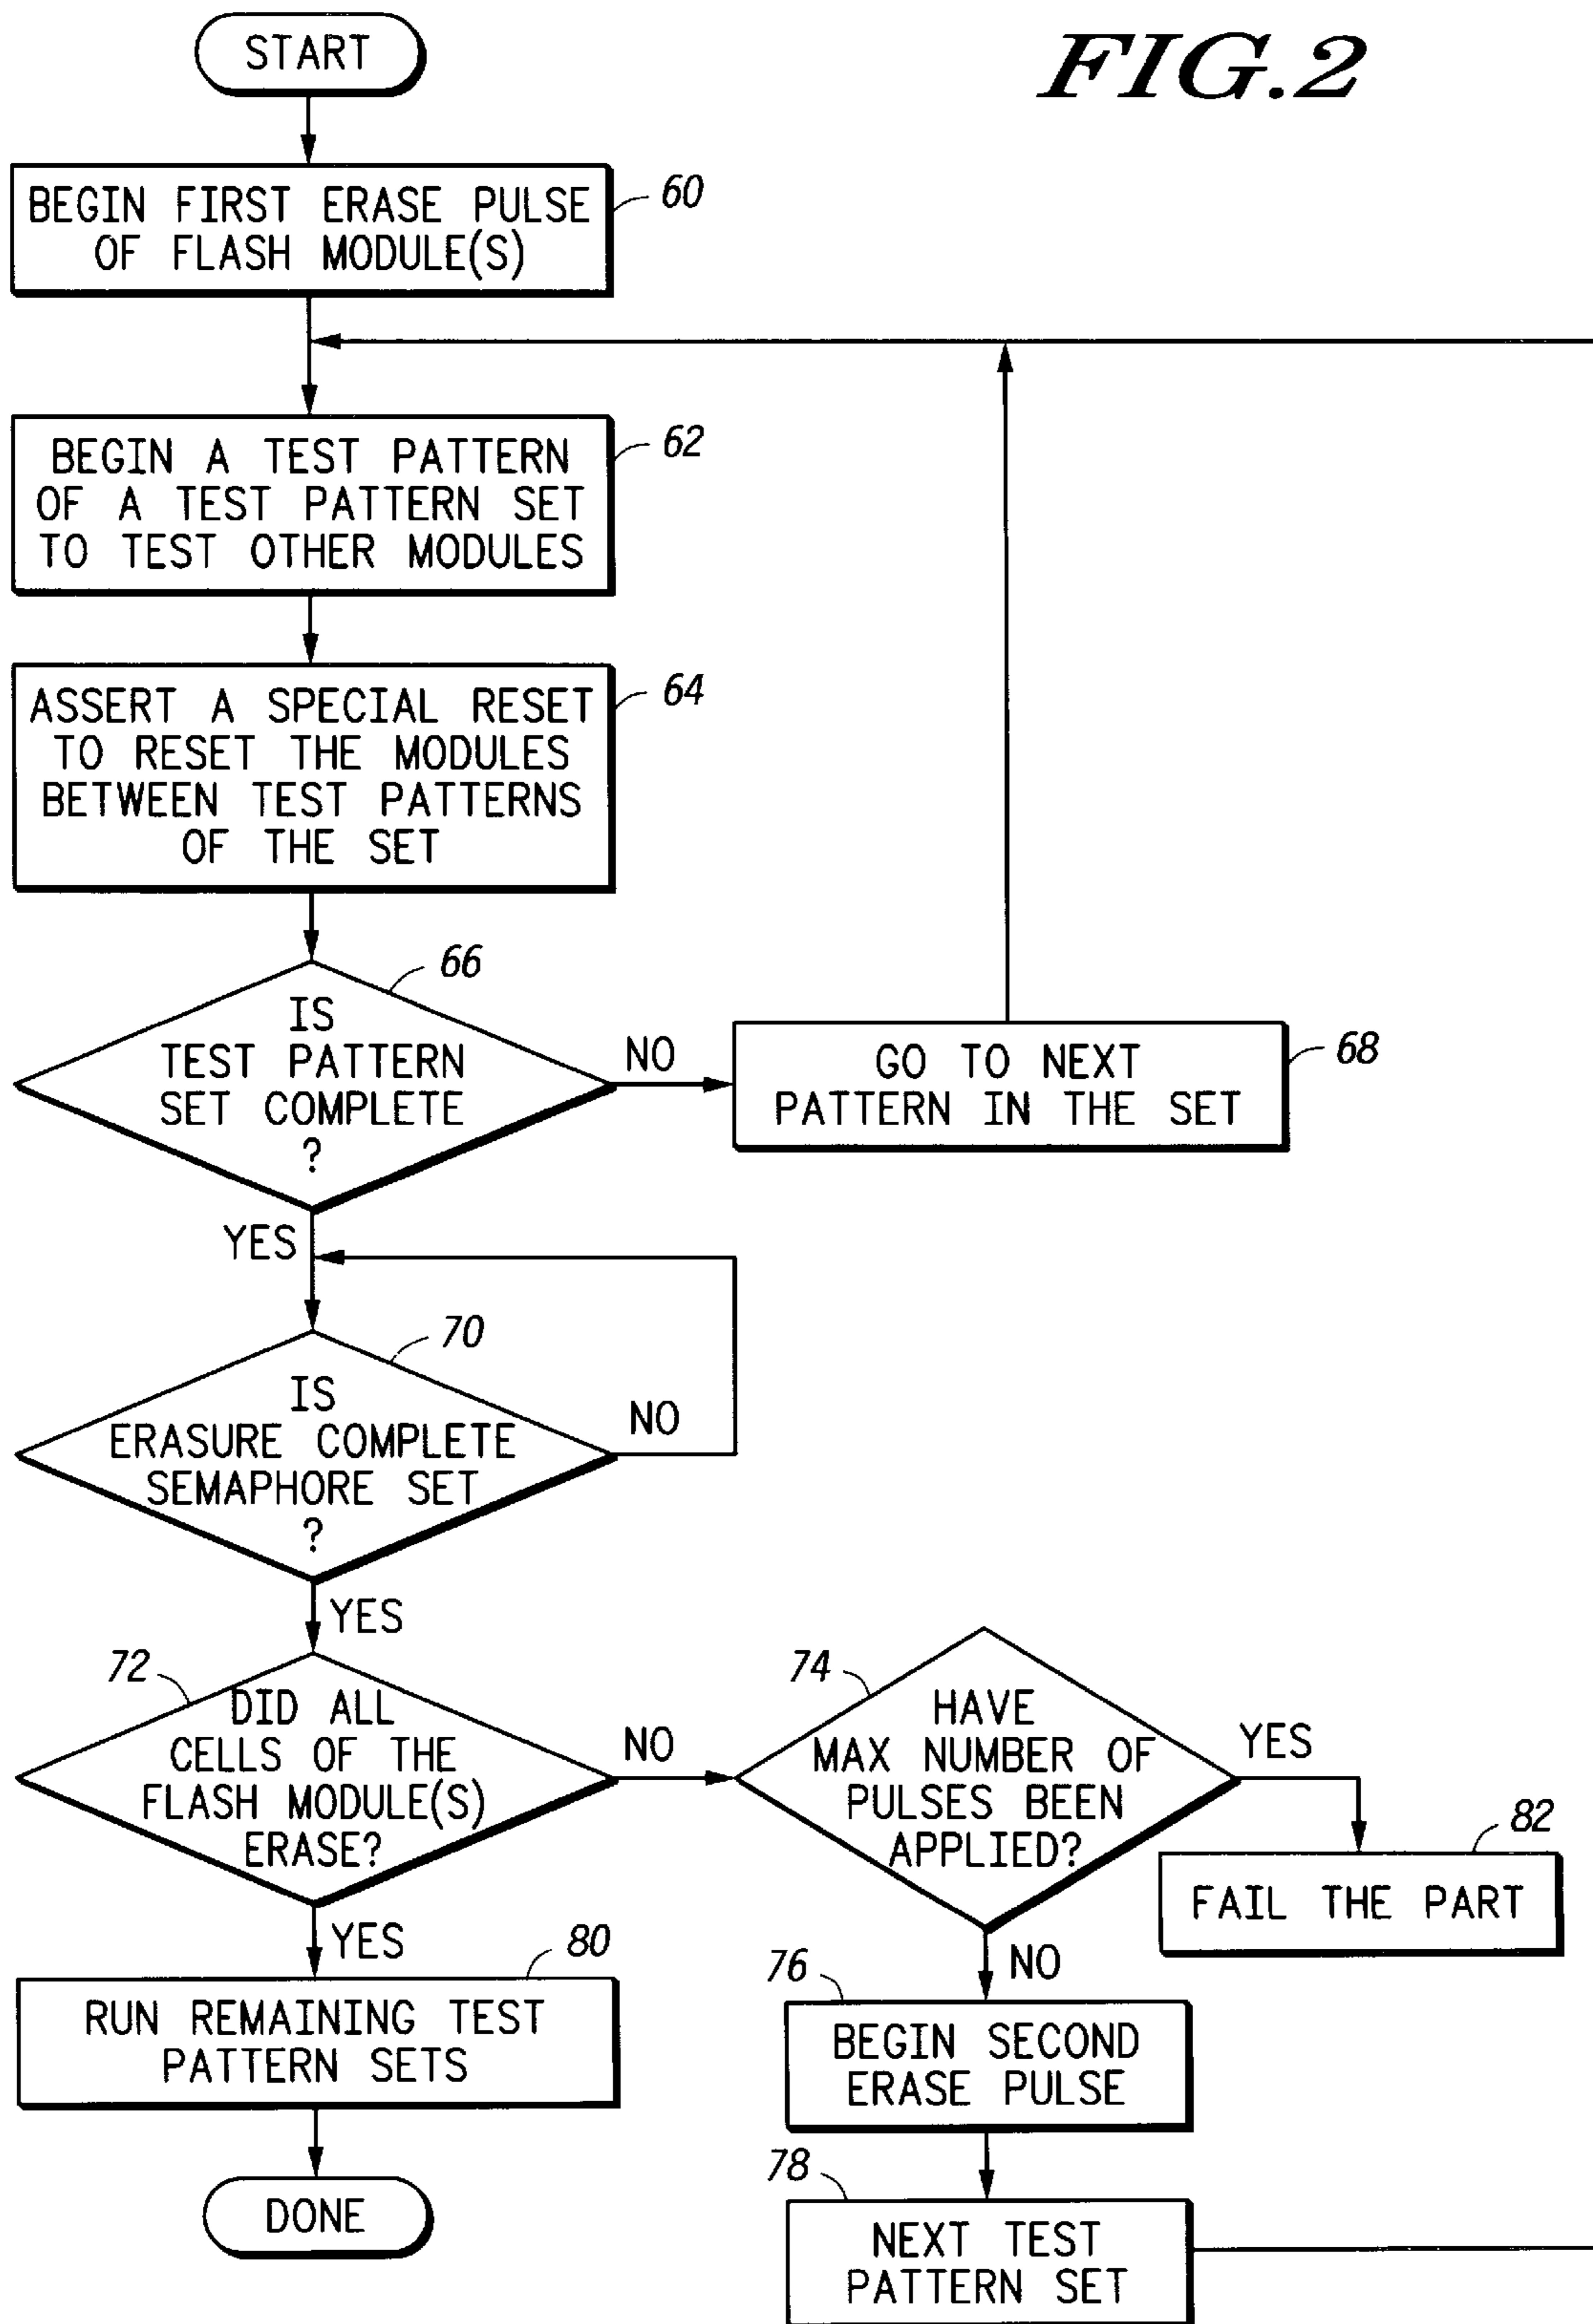 FIG.2
START
BEGIN FIRST ERASE PULSE
OF FLASH MODULE(S)
60
BEGIN A TEST PATTERN
OF A TEST PATTERN SET
TO TEST OTHER MODULES
62
ASSERT A SPECIAL RESET
TO RESET THE MODULES
BETWEEN TEST PATTERNS
OF THE SET
64
66
IS
TEST PATTERN
SET COMPLETE
?
NO
GO TO NEXT
PATTERN IN THE SET
68
YES
70
IS
ERASURE COMPLETE
SEMAPHORE SET
?
NO
YES
72
DID ALL
CELLS OF THE
FLASH MODULE(S)
ERASE?
NO
74
HAVE
MAX NUMBER OF
PULSES BEEN
APPLIED?
YES
82
FAIL THE PART
YES
80
RUN REMAINING TEST
PATTERN SETS
DONE
NO
76
BEGIN SECOND
ERASE PULSE
78
NEXT TEST
PATTERN SET